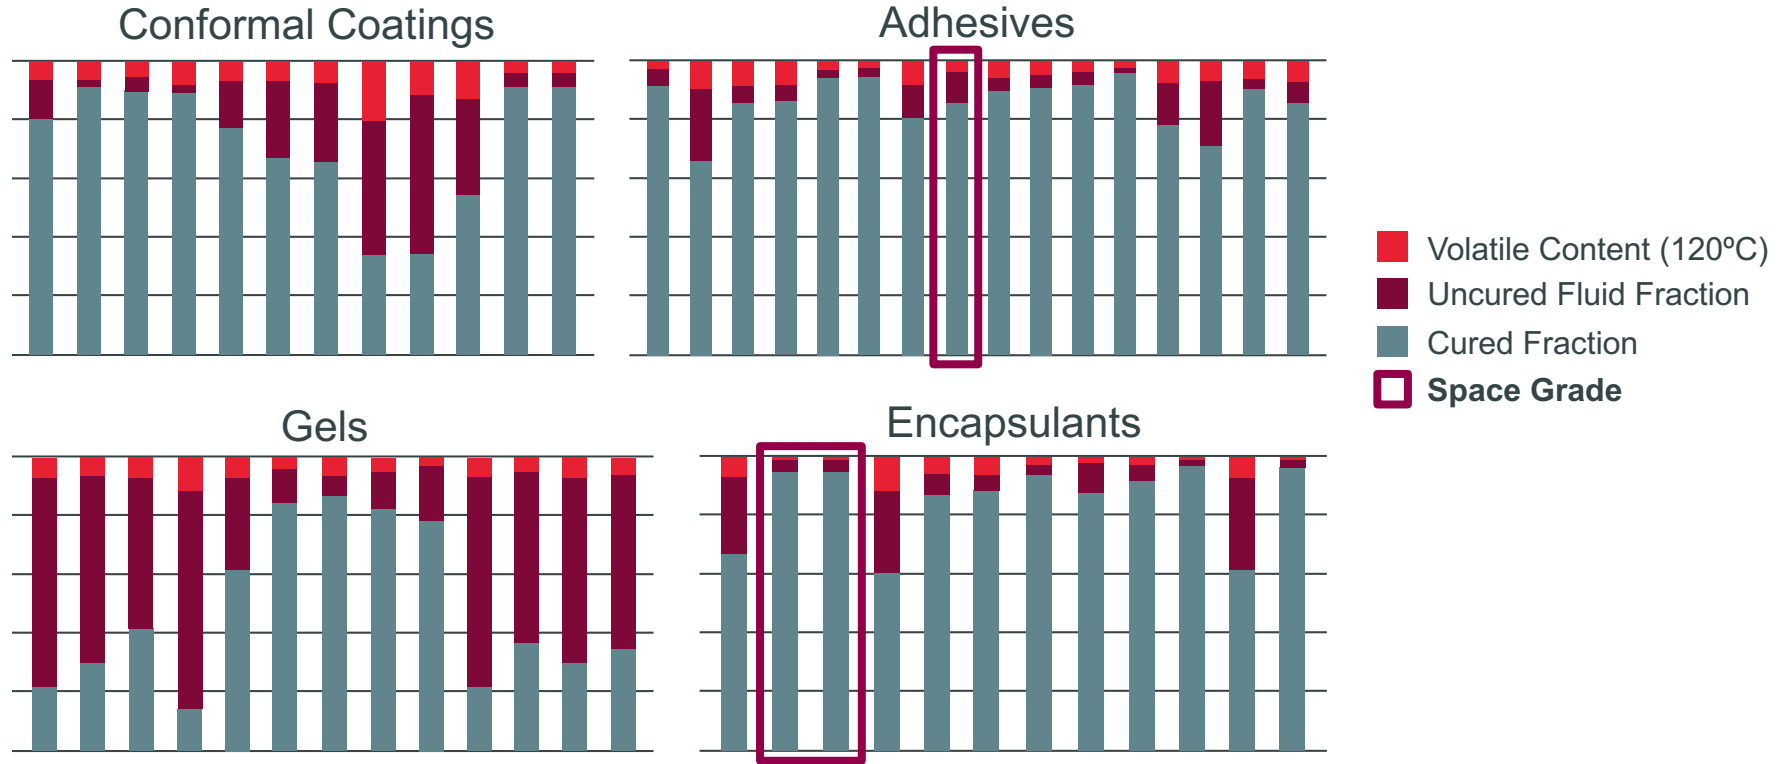 Conformal Coatings
Adhesives
Volatile Content (120ºC)
Uncured Fluid Fraction
Cured Fraction
Space Grade
Gels
Encapsulants